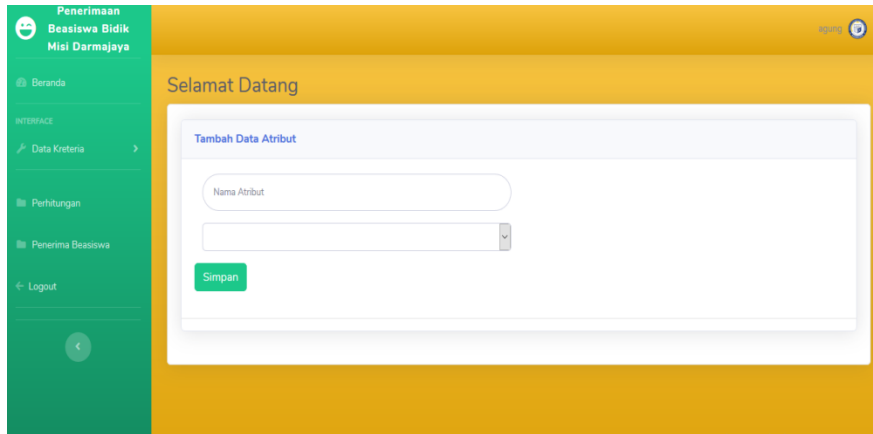 Penerimaan
Beasiswa Bidik
Misi Darmajaya
agung
Beranda
Selamat Datang
INTERFACE
Data Kreteria
Tambah Data Atribut
Nama Atribut
Perhitungan
Penerima Beasiswa
Simpan
Logout